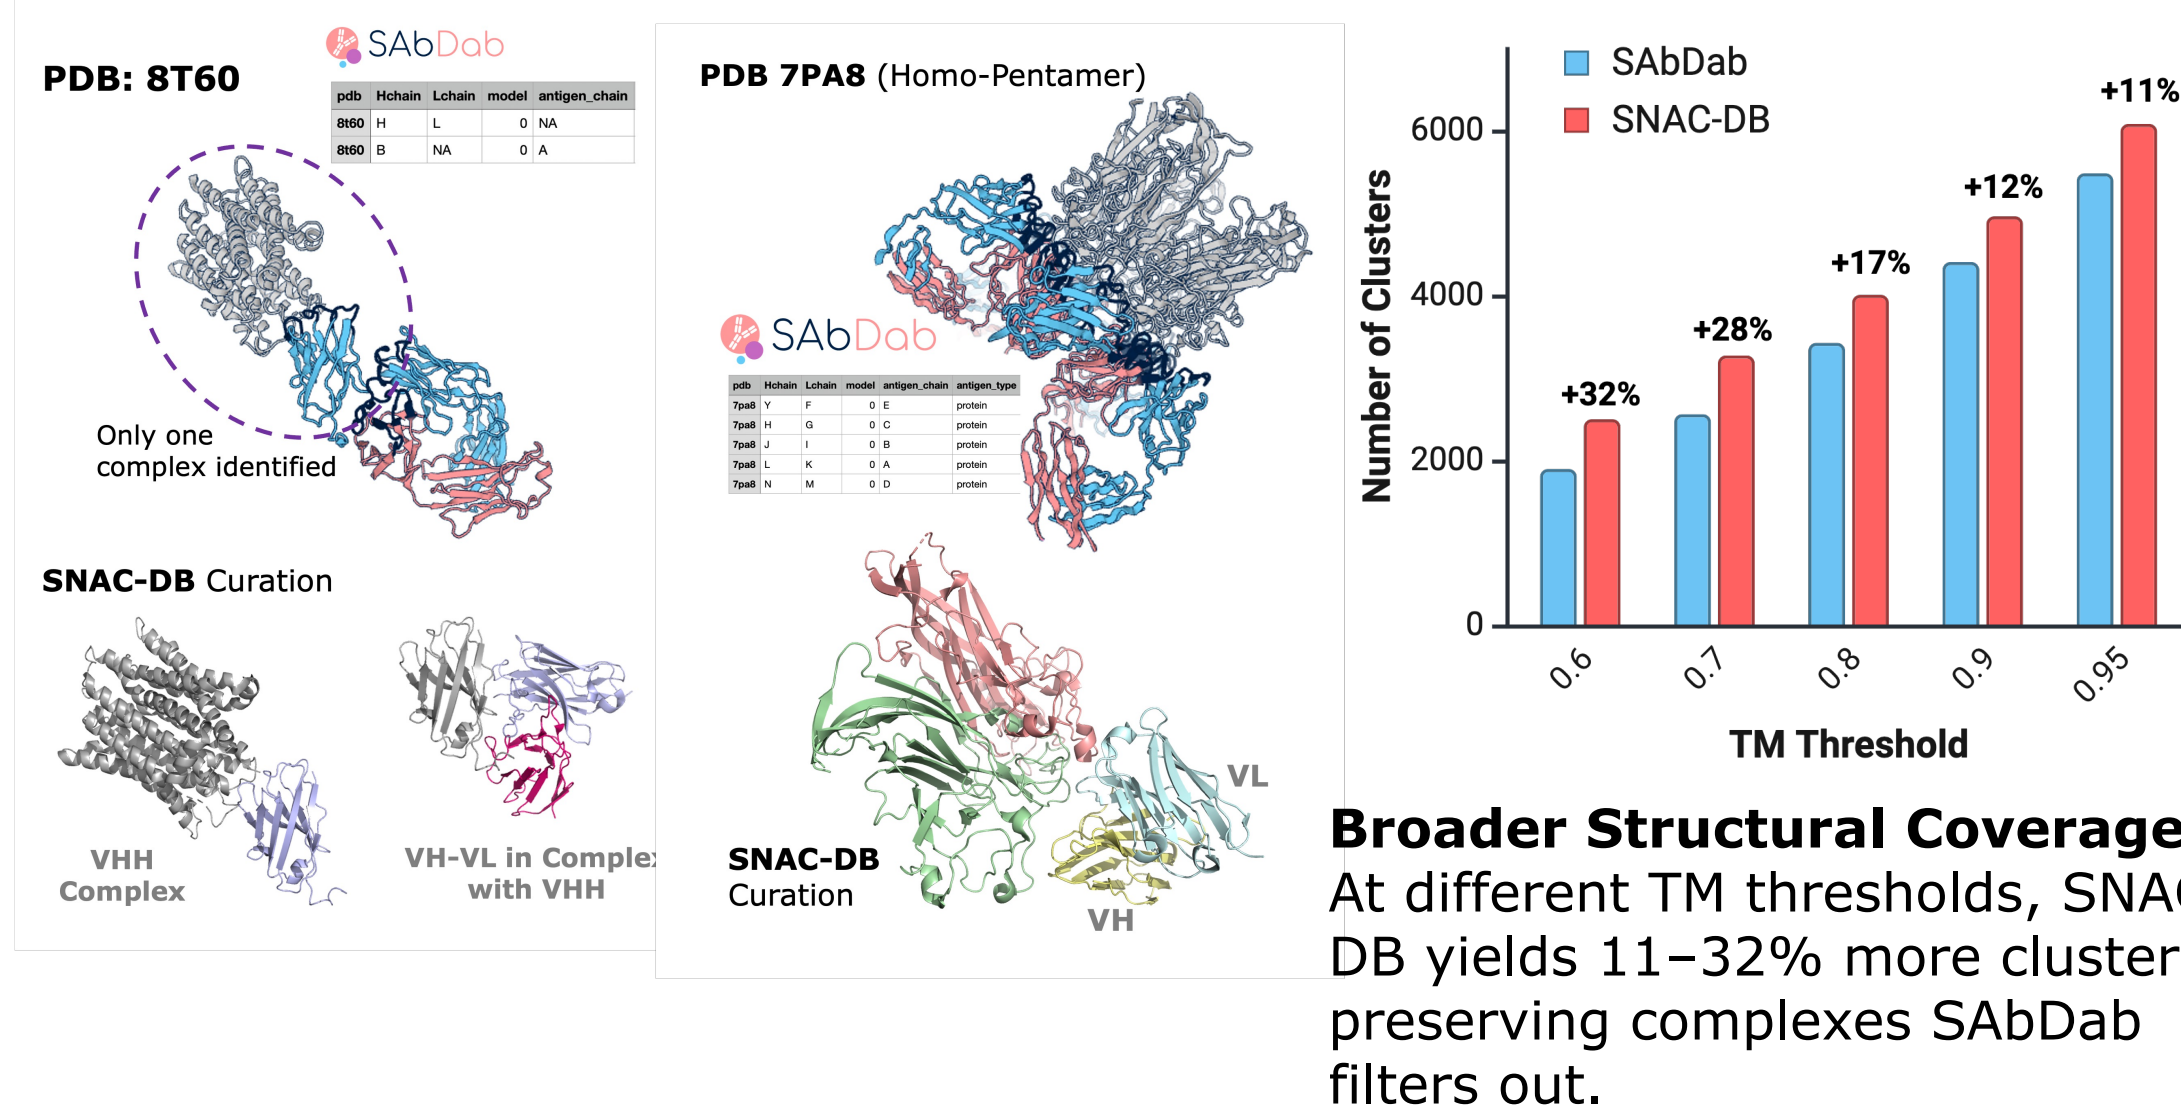 PDB: 8T60
SAbDab
pdb Hchain Lchain model antigen_chain
8t60 H L 0 NA
8t60 B NA 0 A
Only one
complex identified
SNAC-DB Curation
VHH
Complex
VH-VL in Complex
with VHH
PDB 7PA8 (Homo-Pentamer)
SAbDab
pdb Hchain Lchain model antigen_chain antigen_type
7pa8 Y F 0 E protein
7pa8 H G 0 C protein
7pa8 J I 0 B protein
7pa8 L K 0 A protein
7pa8 N M 0 D protein
SNAC-DB
Curation
VL
VH
SAbDab
SNAC-DB
Number of Clusters
6000
4000
2000
0
+32%
+28%
+17%
+12%
+11%
0.6
0.7
0.8
0.9
0.95
TM Threshold
Broader Structural Coverage
At different TM thresholds, SNAC
DB yields 11–32% more cluster
preserving complexes SAbDab
filters out.